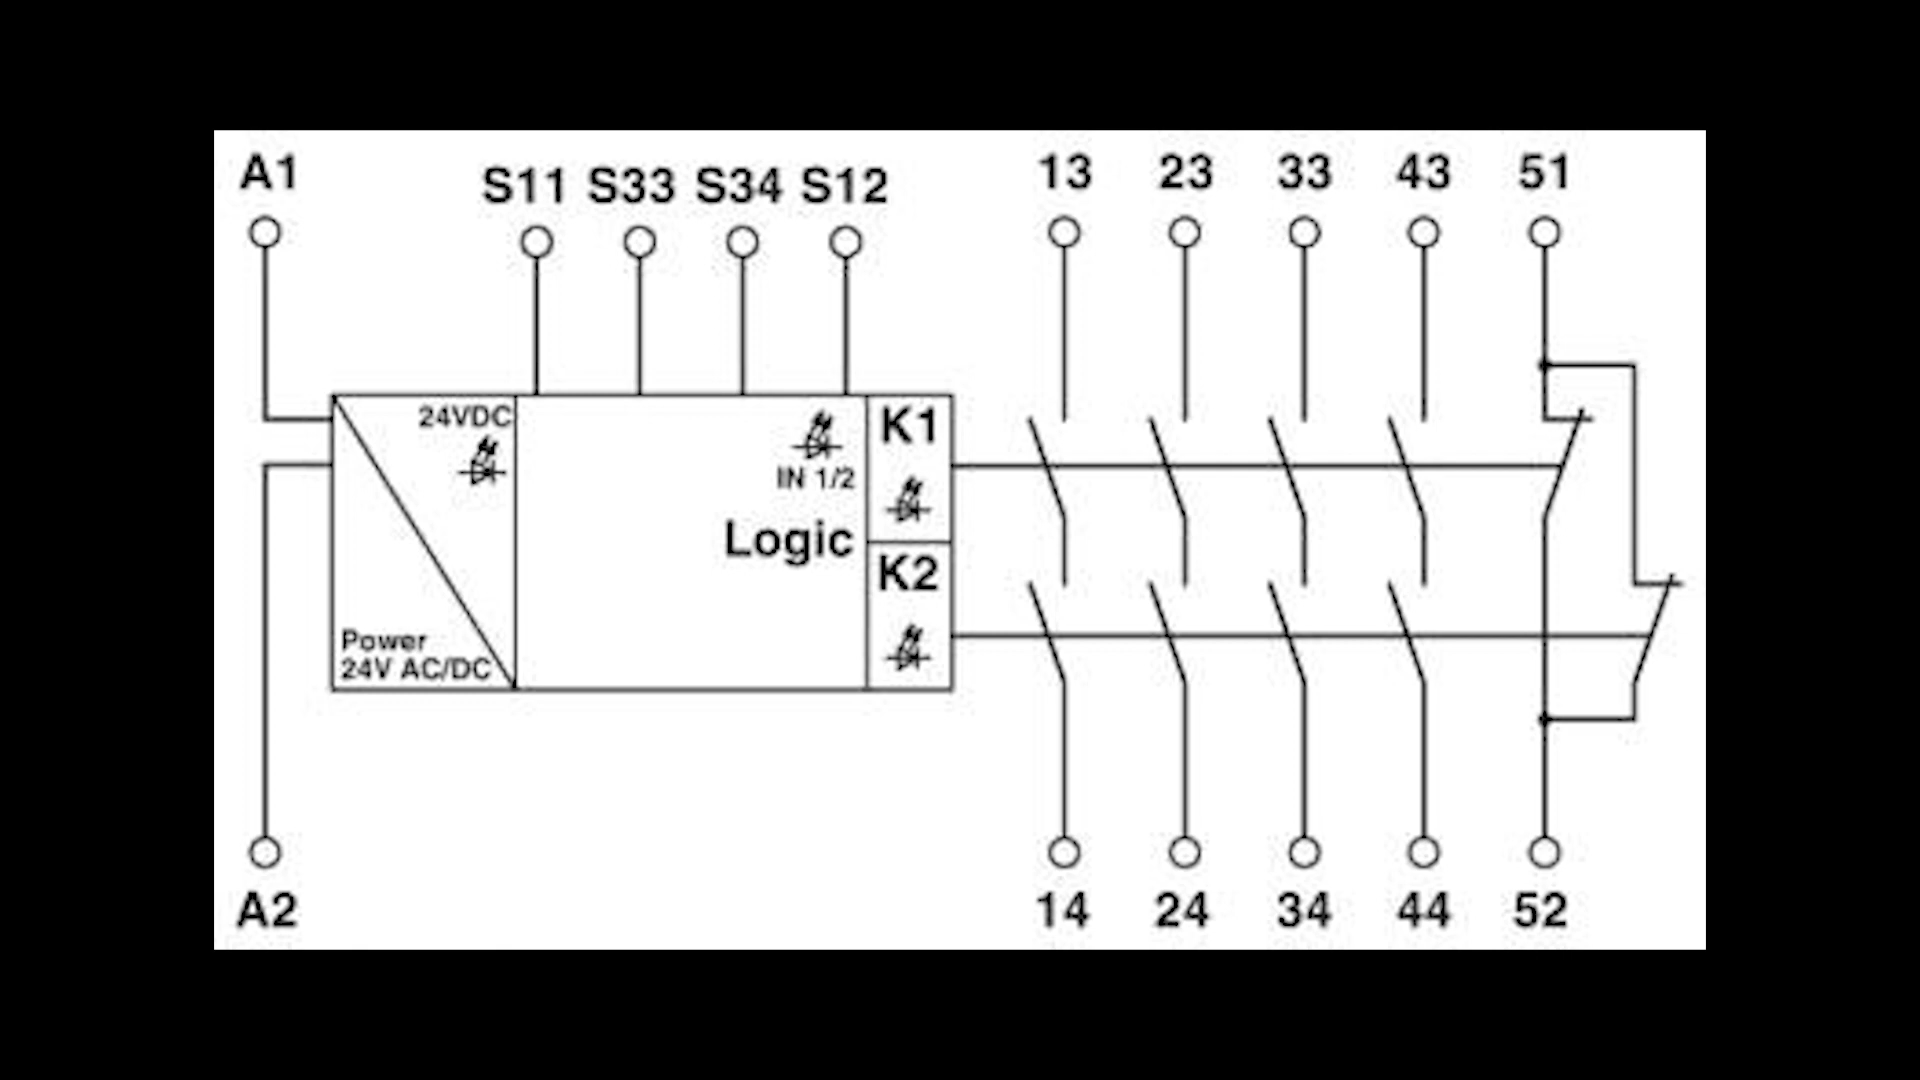 A1
S11 S33 S34 S12
13 23 33 43 51
24VDC
K1
IN 1/2
Logic
K2
Power
24V AC/DC
A2
14 24 34 44 52